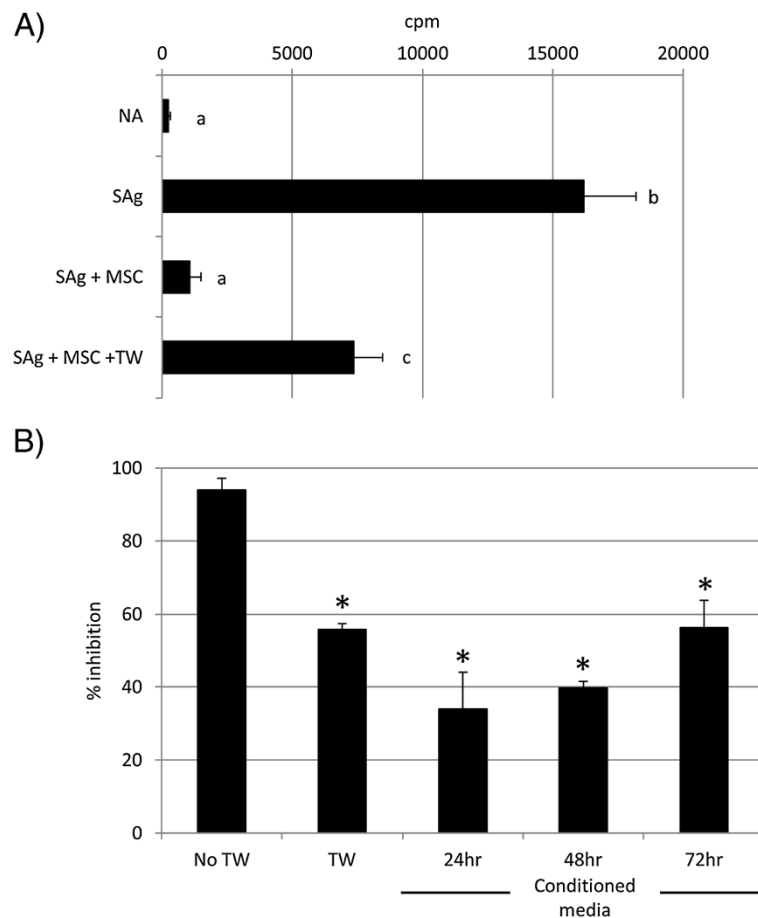 A)
cpm
0 5000 10000 15000 20000
NA a
SAg b
SAg + MSC a
SAg + MSC +TW c
B)
% inhibition
100
80
60
40
20
0
* * * *
No TW TW 24hr 48hr 72hr
Conditioned
media